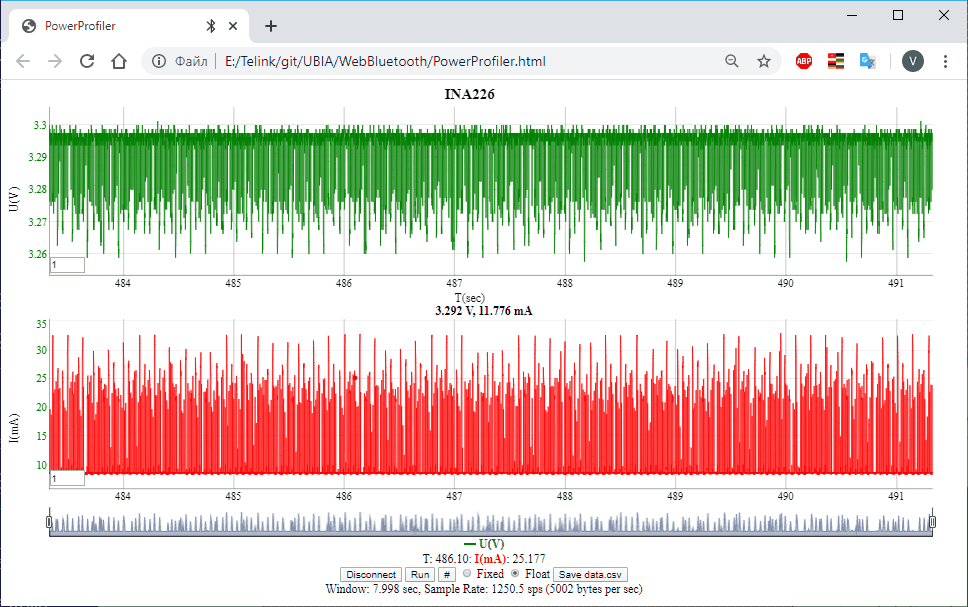 PowerProfiler
Файл E:/Telink/git/UBIA/WebBluetooth/PowerProfiler.html
ABP
V
INA226
3.3
3.29
3.28
3.27
3.26
U(V)
1
484 485 486 487 488 489 490 491
T(sec)
3.292 V, 11.776 mA
35
30
25
20
15
10
I(mA)
1
484 485 486 487 488 489 490 491
U(V)
T: 486.10: I(mA): 25.177
Disconnect Run # Fixed Float Save data.csv
Window: 7.998 sec, Sample Rate: 1250.5 sps (5002 bytes per sec)